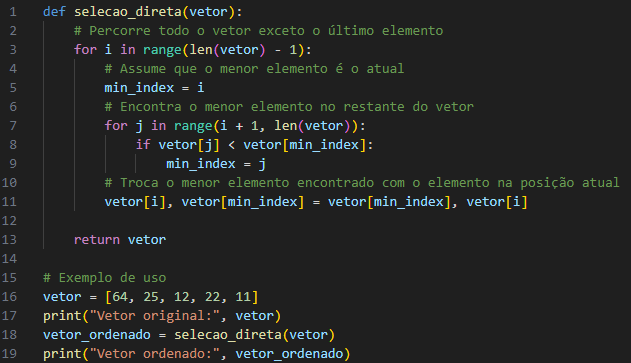 1 def selecao_direta(vetor):
2     # Percorre todo o vetor exceto o último elemento
3     for i in range(len(vetor) - 1):
4         # Assume que o menor elemento é o atual
5         min_index = i
6         # Encontra o menor elemento no restante do vetor
7         for j in range(i + 1, len(vetor)):
8             if vetor[j] < vetor[min_index]:
9                 min_index = j
10         # Troca o menor elemento encontrado com o elemento na posição atual
11         vetor[i], vetor[min_index] = vetor[min_index], vetor[i]
12
13     return vetor
14
15 # Exemplo de uso
16 vetor = [64, 25, 12, 22, 11]
17 print("Vetor original:", vetor)
18 vetor_ordenado = selecao_direta(vetor)
19 print("Vetor ordenado:", vetor_ordenado)